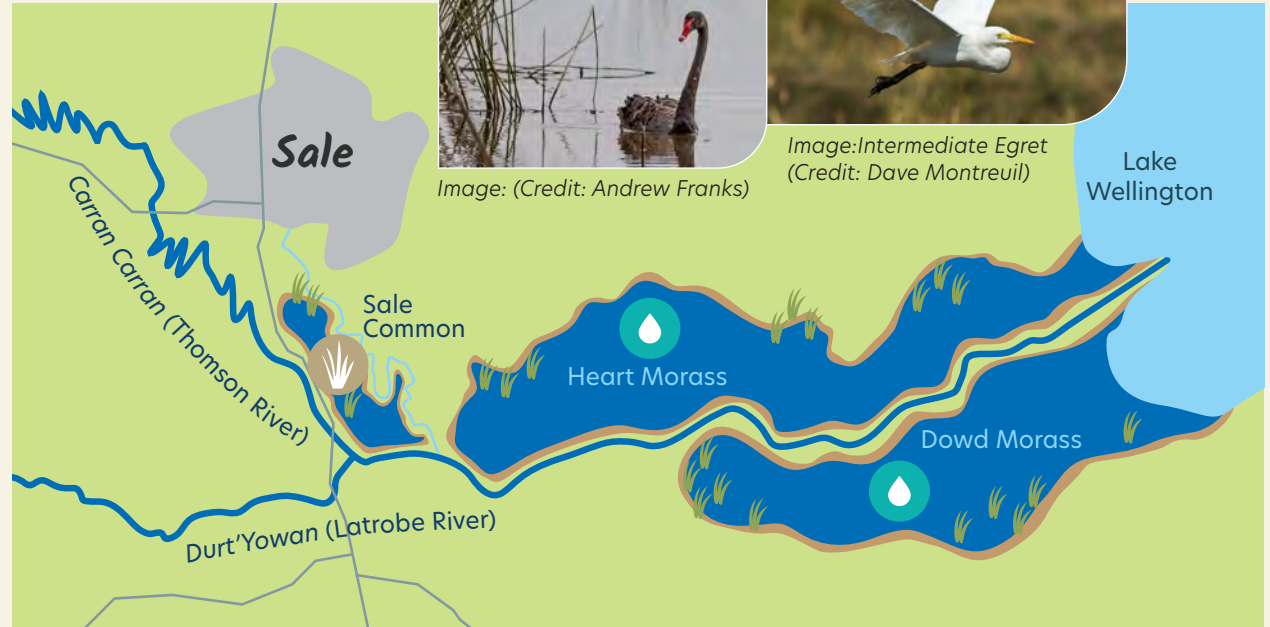 Sale
Image: (Credit: Andrew Franks)
Image:Intermediate Egret
(Credit: Dave Montreuil)
Lake
Wellington
Carran Carran (Thomson River)
Sale
Common
Heart Morass
Dowd Morass
Durt'Yowan (Latrobe River)